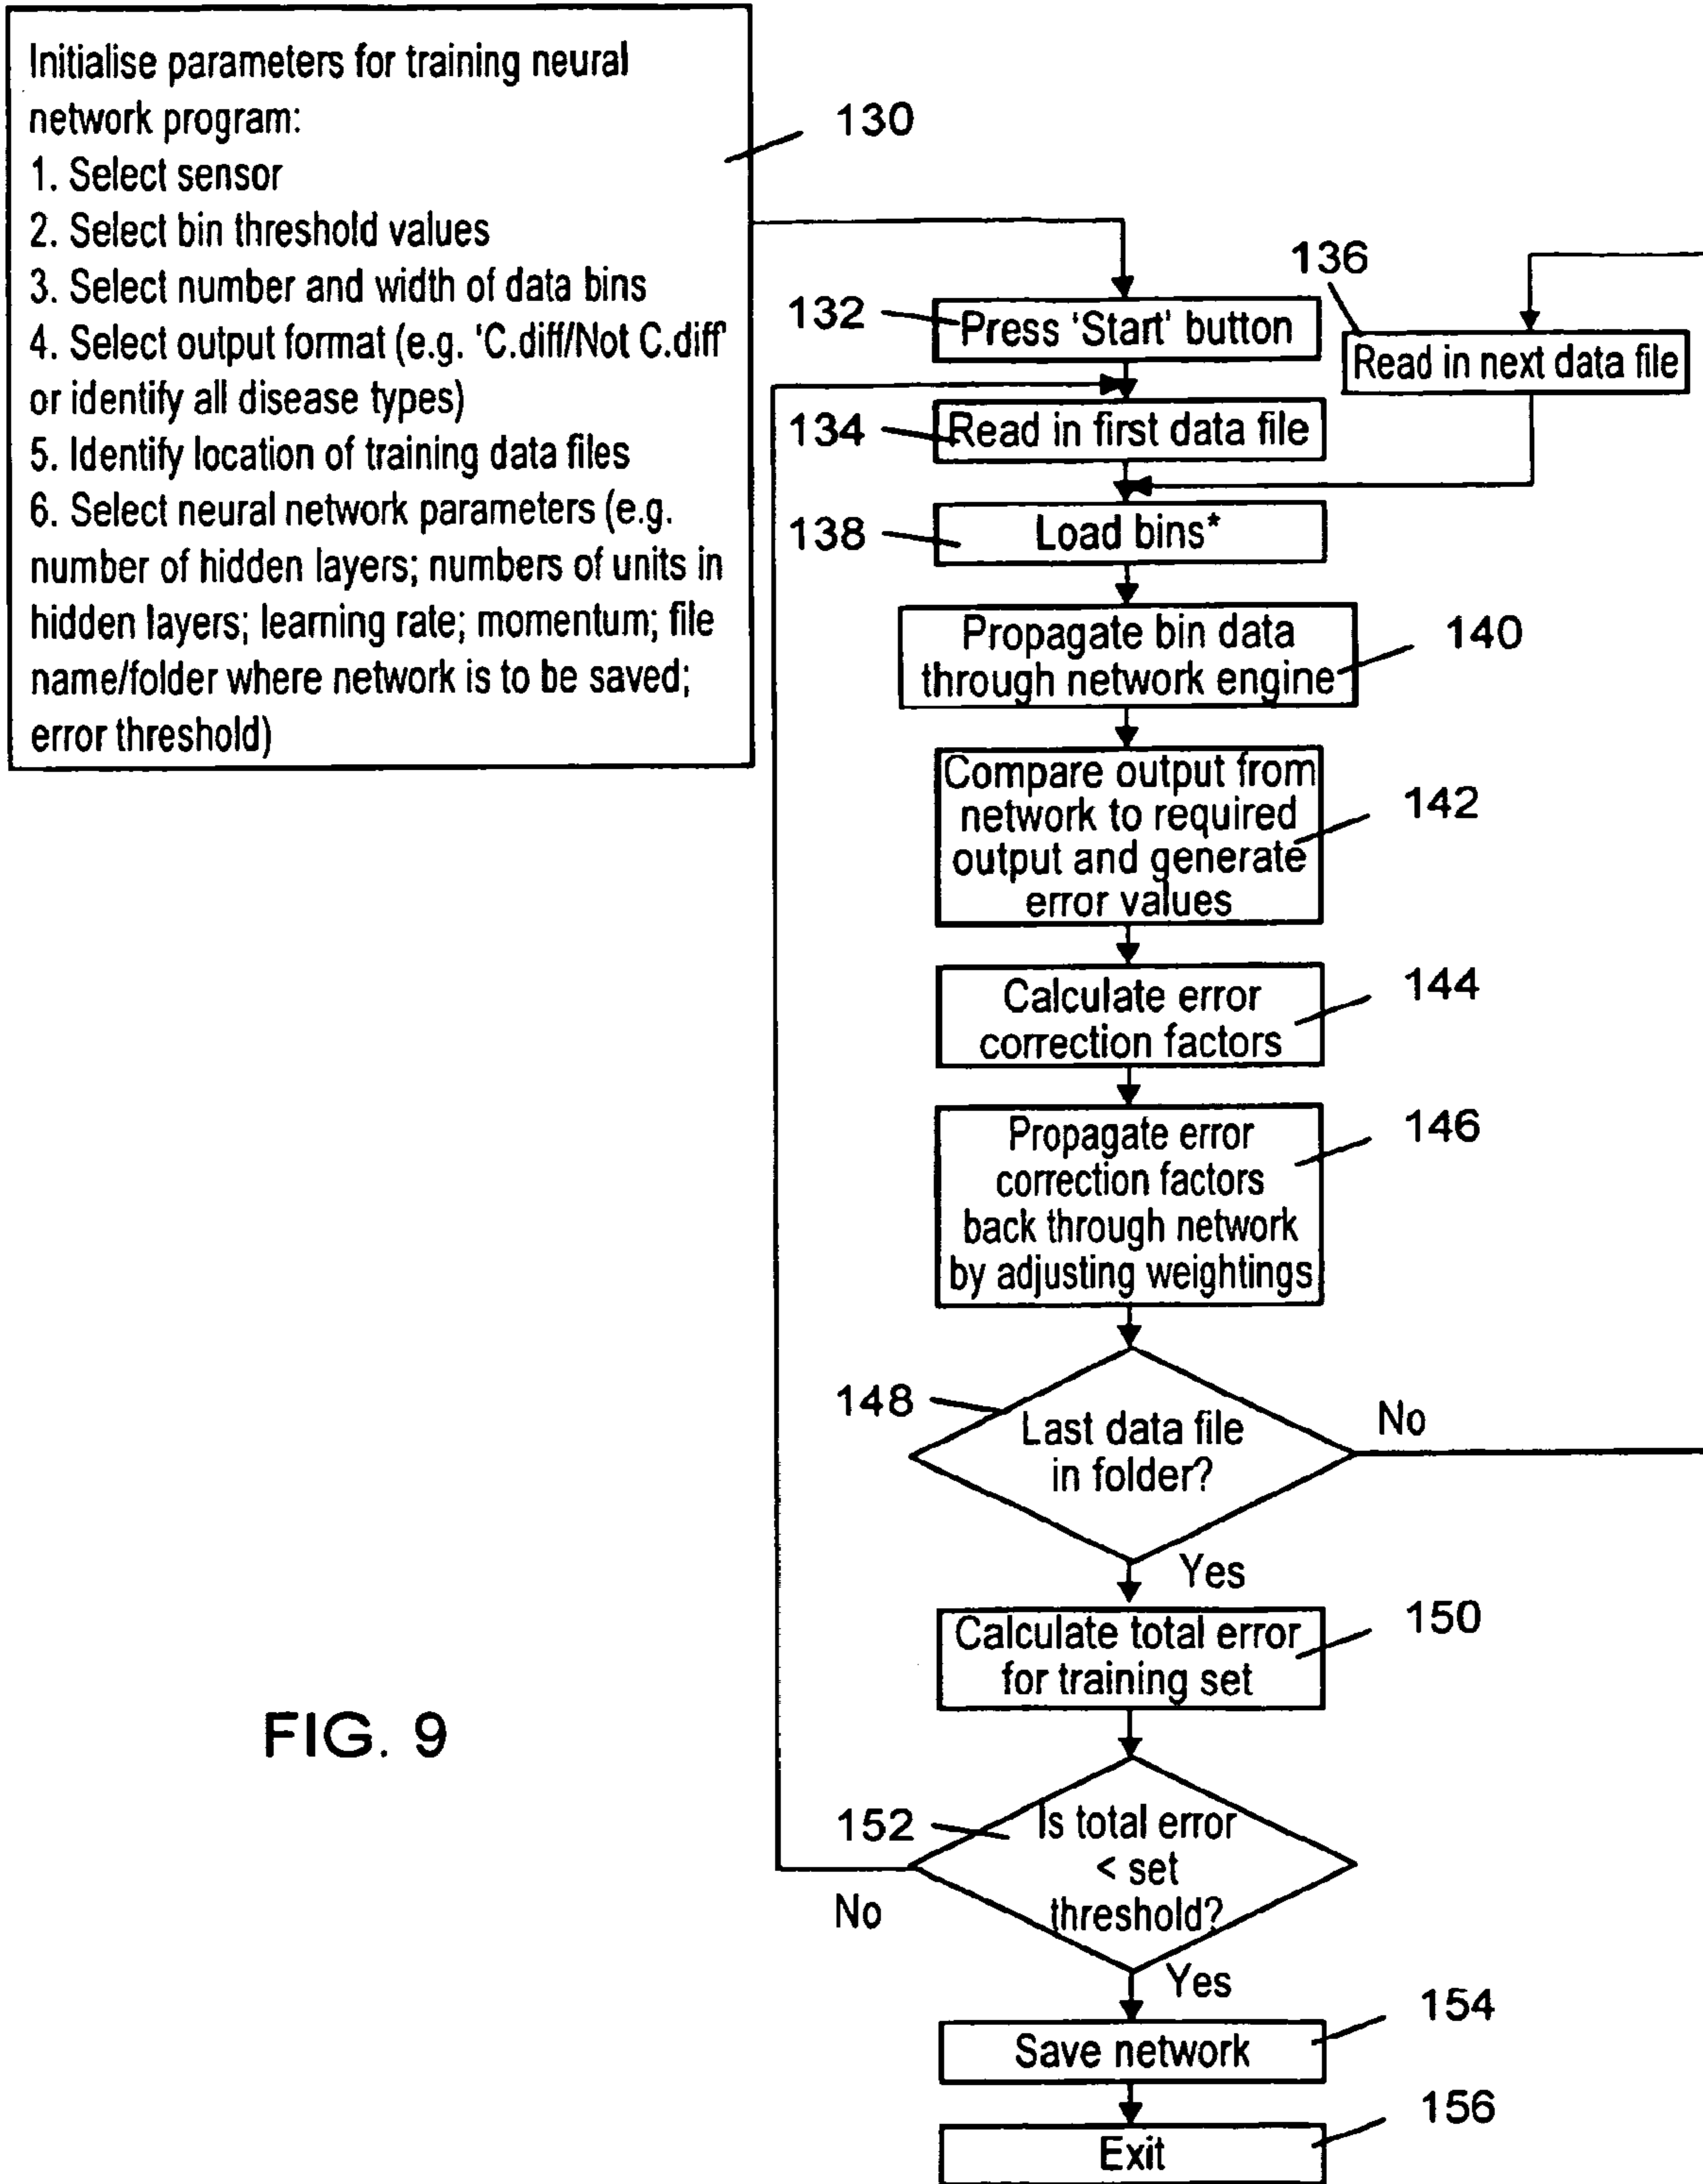 Initialise parameters for training neural
network program:
1. Select sensor
2. Select bin threshold values
3. Select number and width of data bins
4. Select output format (e.g. 'C.diff/Not C.diff'
or identify all disease types)
5. Identify location of training data files
6. Select neural network parameters (e.g.
number of hidden layers; numbers of units in
hidden layers; learning rate; momentum; file
name/folder where network is to be saved;
error threshold)
130
132
Press 'Start' button
136
Read in next data file
134
Read in first data file
138
Load bins*
Propagate bin data
through network engine
140
Compare output from
network to required
output and generate
error values
142
Calculate error
correction factors
144
Propagate error
correction factors
back through network
by adjusting weightings
146
148
Last data file
in folder?
No
Yes
Calculate total error
for training set
150
152
Is total error
< set
threshold?
No
Yes
Save network
154
Exit
156
FIG. 9